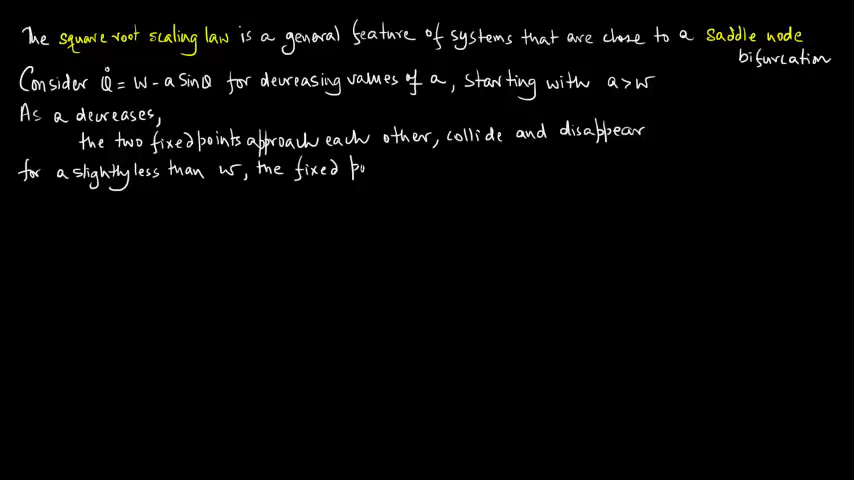 The square root scaling law is a general feature of systems that are close to a saddle node bifurcation
Consider θ̇ = w - a sinθ for decreasing values of a, starting with a > w
As a decreases,
the two fixed points approach each other, collide and disappear
for a slightly less than w, the fixed po